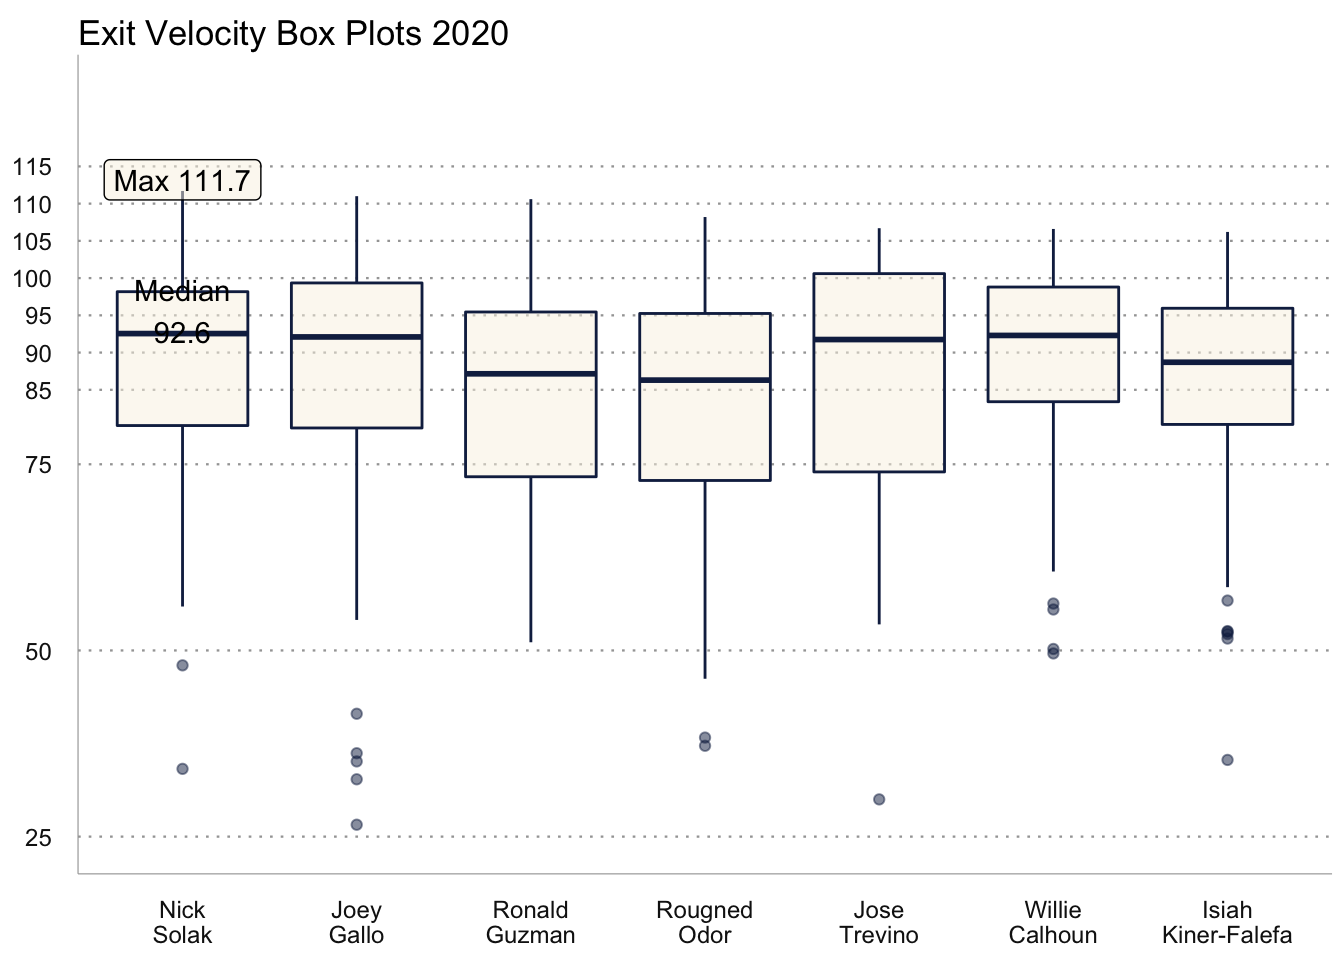 Exit Velocity Box Plots 2020
115
Max 111.7
110
105
100
Median
95
92.6
90
85
75
50
25
Nick
Solak
Joey
Gallo
Ronald
Guzman
Rougned
Odor
Jose
Trevino
Willie
Calhoun
Isiah
Kiner-Falefa